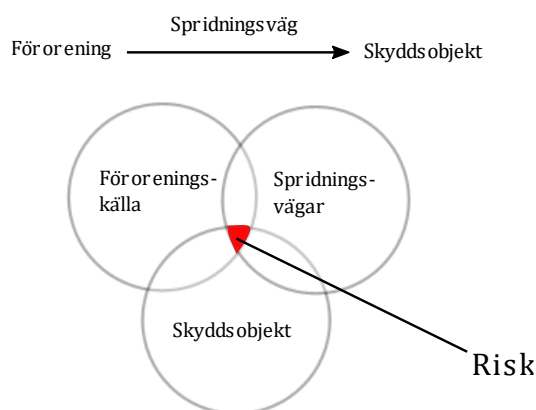 Spridningsväg
Förorening
Skyddsobjekt
Förorenings-
källa
Spridnings-
vägar
Skyddsobjekt
Risk